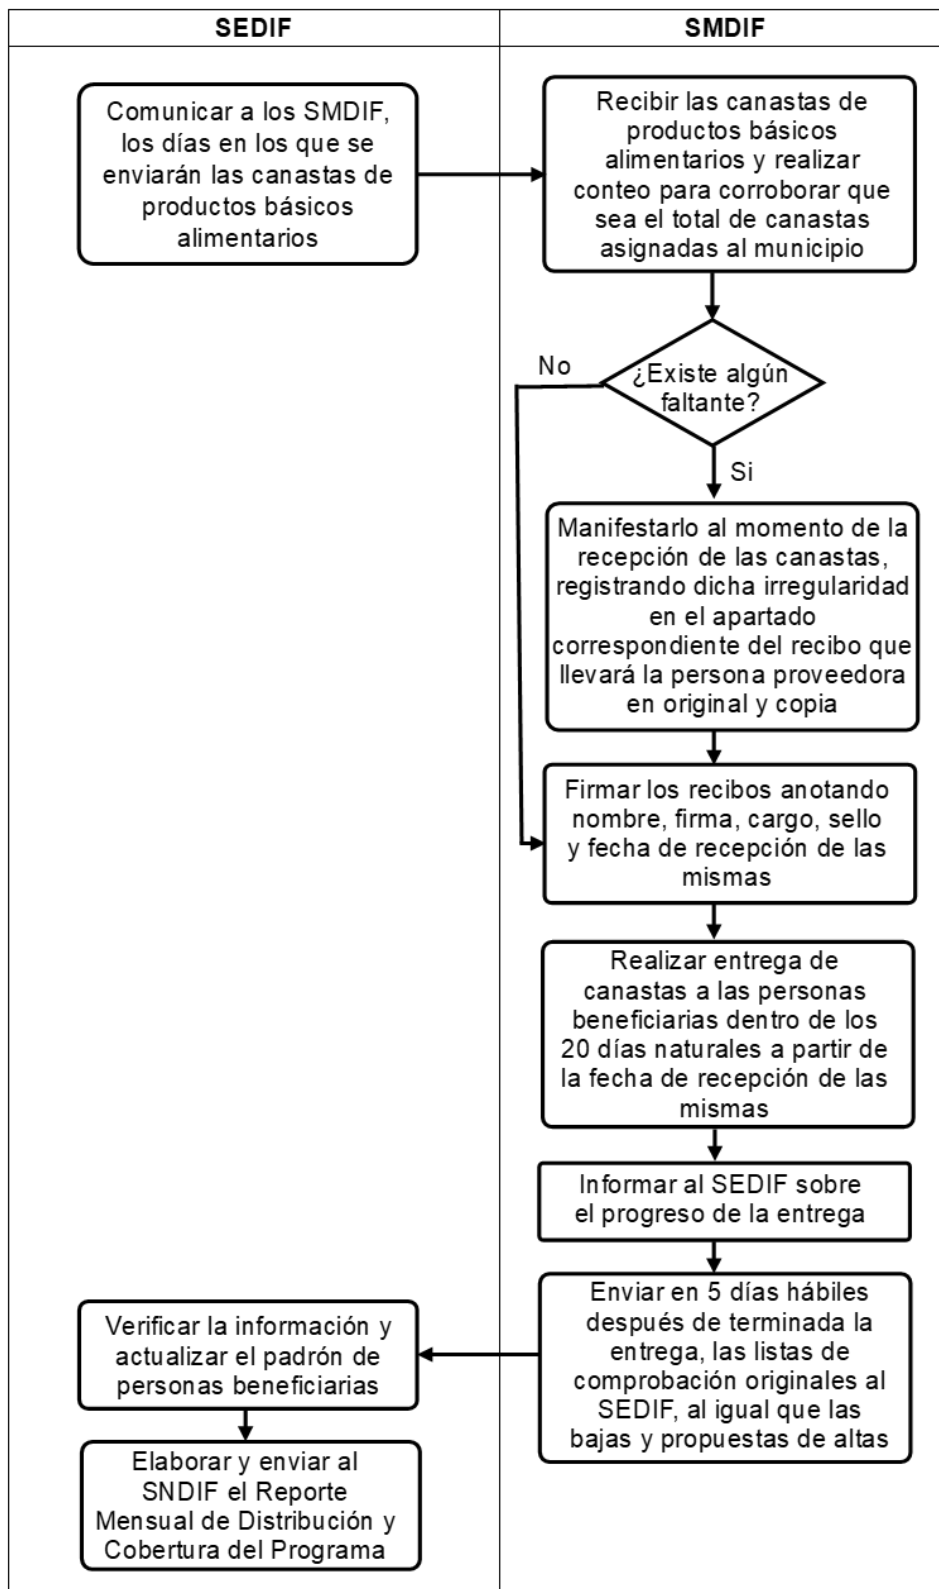 SEDIF
SMDIF
Comunicar a los SMDIF,
los días en los que se
enviarán las canastas de
productos básicos
alimentarios
Recibir las canastas de
productos básicos
alimentarios y realizar
conteo para corroborar que
sea el total de canastas
asignadas al municipio
¿Existe algún
faltante?
No
Si
Manifestarlo al momento de la
recepción de las canastas,
registrando dicha irregularidad
en el apartado
correspondiente del recibo que
llevará la persona proveedora
en original y copia
Firmar los recibos anotando
nombre, firma, cargo, sello
y fecha de recepción de las
mismas
Realizar entrega de
canastas a las personas
beneficiarias dentro de los
20 días naturales a partir de
la fecha de recepción de las
mismas
Informar al SEDIF sobre
el progreso de la entrega
Enviar en 5 días hábiles
después de terminada la
entrega, las listas de
comprobación originales al
SEDIF, al igual que las
bajas y propuestas de altas
Verificar la información y
actualizar el padrón de
personas beneficiarias
Elaborar y enviar al
SNDIF el Reporte
Mensual de Distribución y
Cobertura del Programa